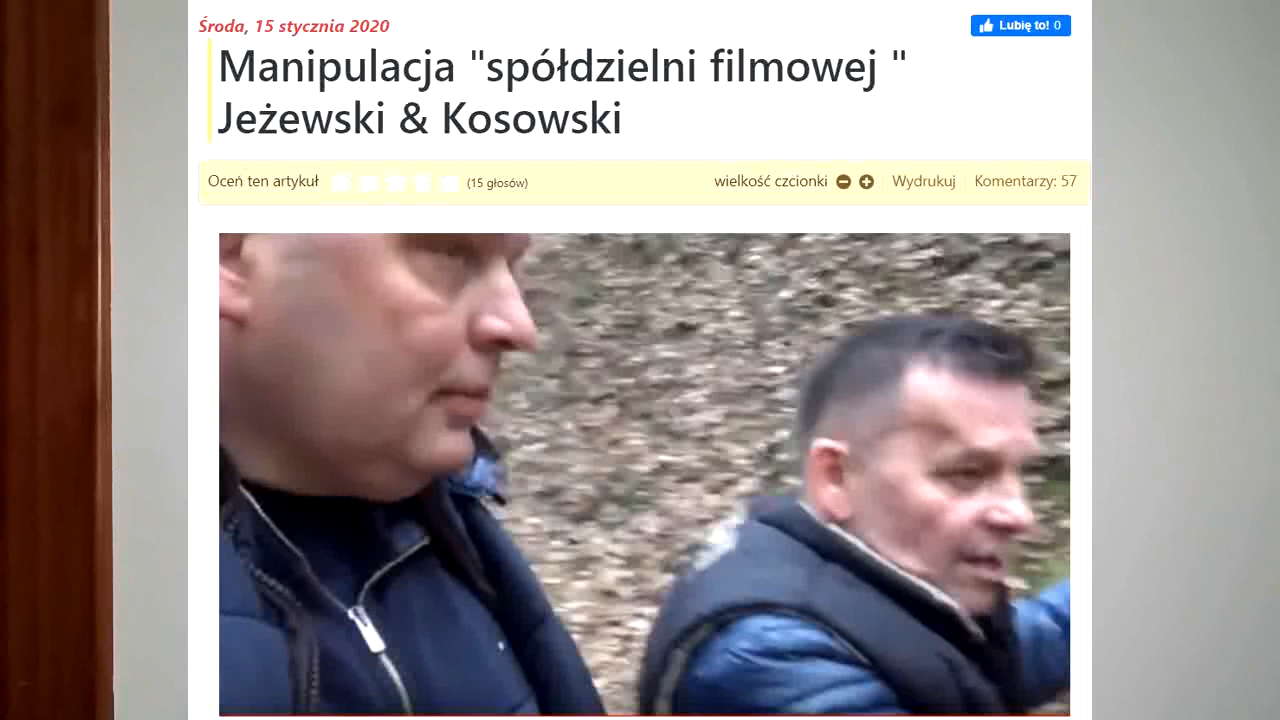 Środa, 15 stycznia 2020
Lubię to! 0
Manipulacja "spółdzielni filmowej "
Jeżewski & Kosowski
Oceń ten artykuł (15 głosów) wielkość czcionki Wydrukuj Komentarzy: 57